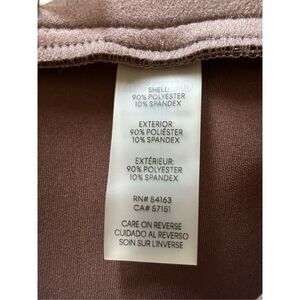 SHELL:
90% POLYESTER
10% SPANDEX
EXTERIOR
90% POLIÉSTER
10% SPANDEX
EXTÉRIEUR:
90% POLYESTER
10% SPANDEX
RN# 54163
CA# 57151
CARE ON REVERSE
CUIDADO AL REVERSO
SOIN SUR L'INVERSE